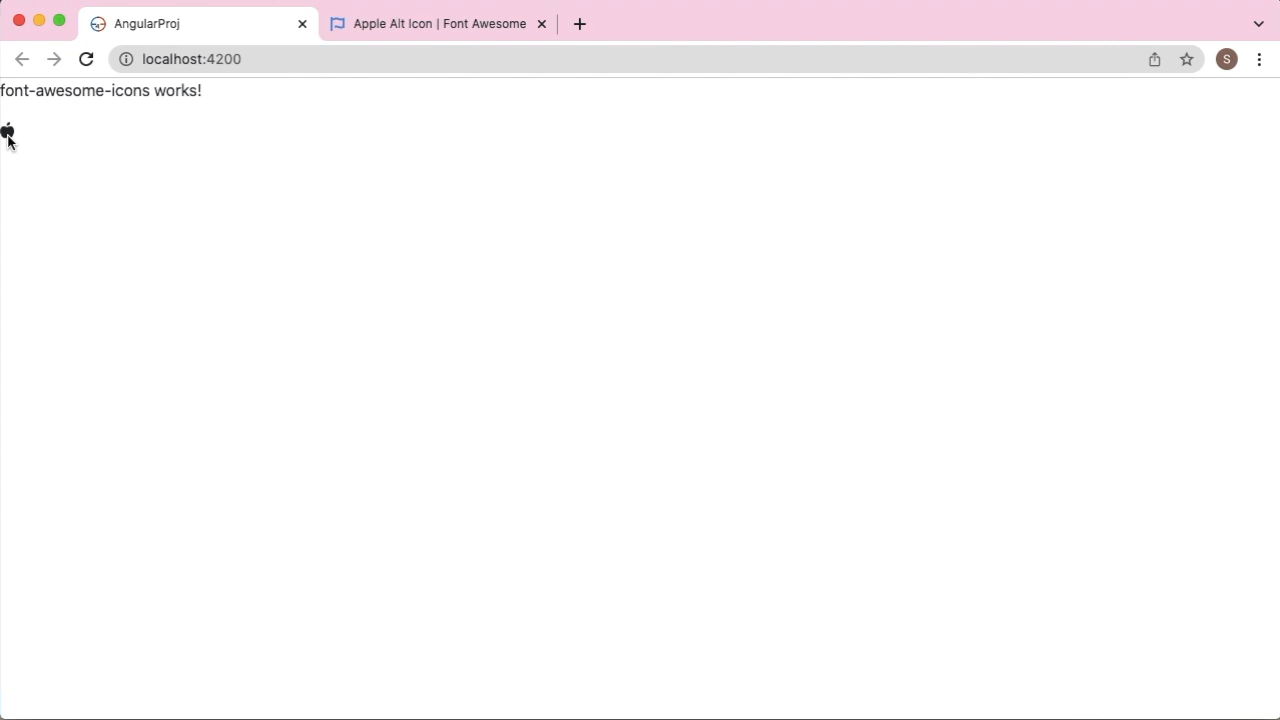 AngularProj
Apple Alt Icon | Font Awesome
localhost:4200
S
font-awesome-icons works!